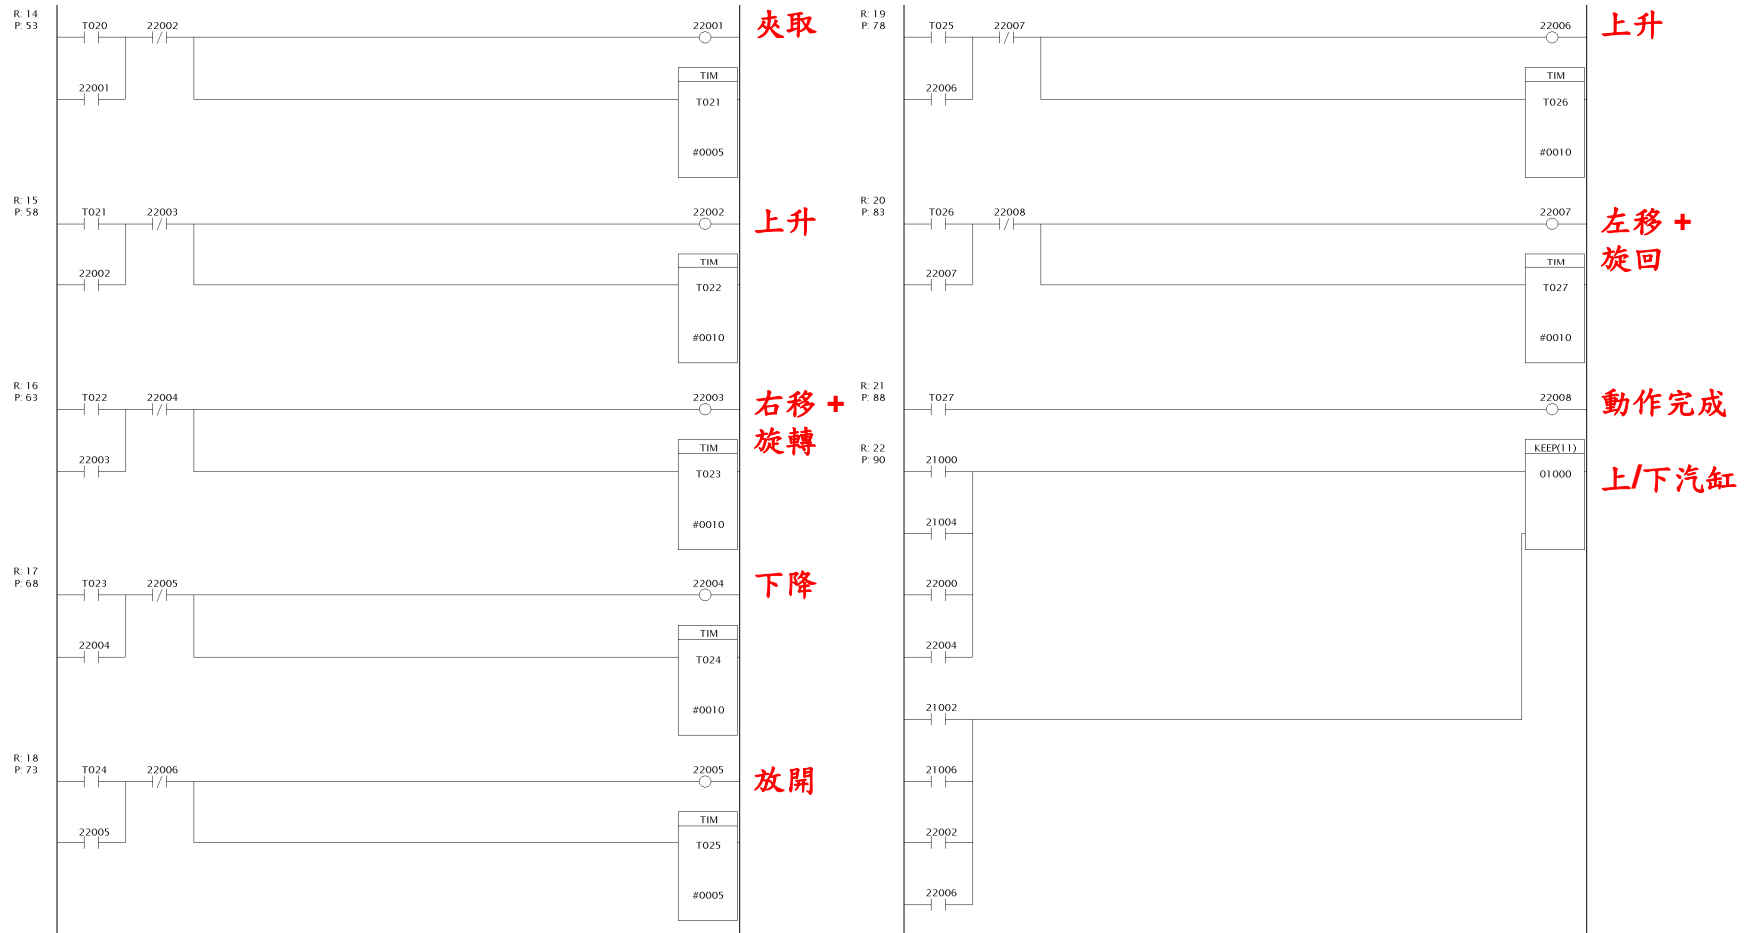 R: 14
P: 53
T020 22002 22001 夾取
TIM
22001 T021
#0005
R: 15
P: 58
T021 22003 22002 上升
TIM
22002 T022
#0010
R: 16
P: 63
T022 22004 22003 右移 +
旋轉
TIM
22003 T023
#0010
R: 17
P: 68
T023 22005 22004 下降
TIM
22004 T024
#0010
R: 18
P: 73
T024 22006 22005 放開
TIM
22005 T025
#0005
R: 19
P: 78
T025 22007 22006 上升
TIM
22006 T026
#0010
R: 20
P: 83
T026 22008 22007 左移 +
旋回
TIM
22007 T027
#0010
R: 21
P: 88
T027 22008 動作完成
R: 22
P: 90
KEEP(11)
21000 01000 上/下汽缸
21004
22000
22004
21002
21006
22002
22006